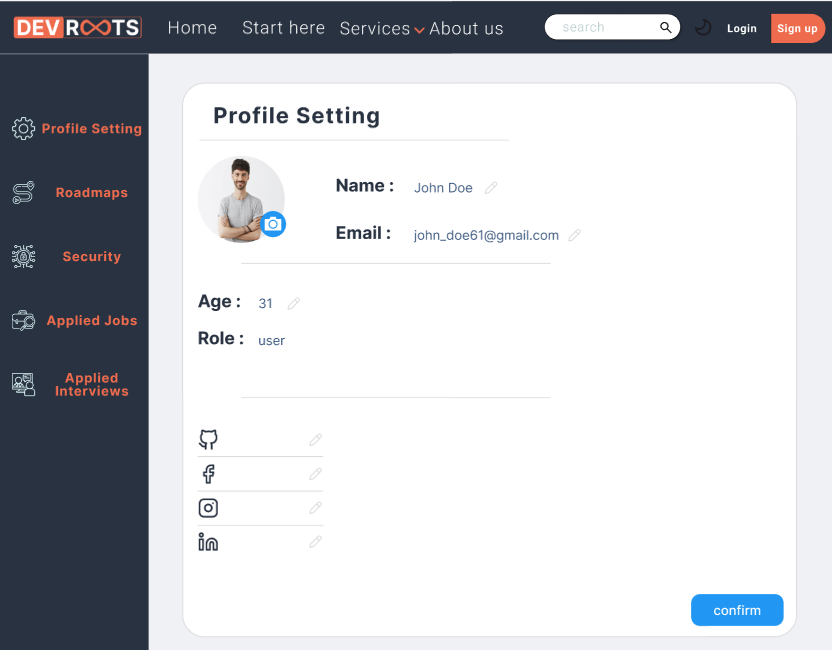 DEV ROOTS
Home
Start here
Services
About us
search
Login
Sign up
Profile Setting
Roadmaps
Security
Applied Jobs
Applied
Interviews
Profile Setting
Name : John Doe
Email : john_doe61@gmail.com
Age : 31
Role : user
confirm